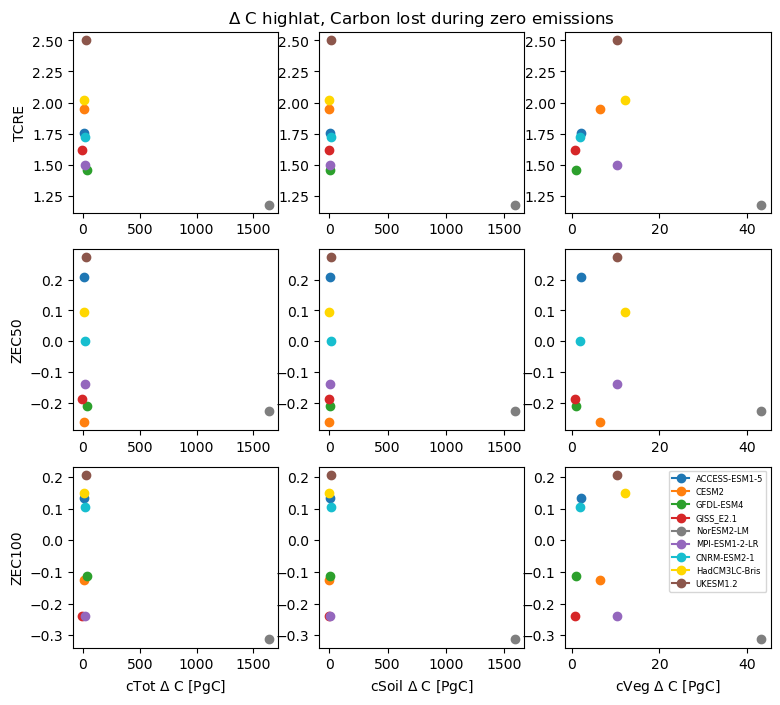 Δ C highlat, Carbon lost during zero emissions
TCRE
2.50
2.25
2.00
1.75
1.50
1.25
0 500 1000 1500
2.50
2.25
2.00
1.75
1.50
1.25
0 500 1000 1500
2.50
2.25
2.00
1.75
1.50
1.25
0 20 40
ZEC50
0.2
0.1
0.0
−0.1
−0.2
0 500 1000 1500
0.2
0.1
0.0
−0.1
−0.2
0 500 1000 1500
0.2
0.1
0.0
−0.1
−0.2
0 20 40
ZEC100
0.2
0.1
0.0
−0.1
−0.2
−0.3
0 500 1000 1500
cTot Δ C [PgC]
0.2
0.1
0.0
−0.1
−0.2
−0.3
0 500 1000 1500
cSoil Δ C [PgC]
0.2
0.1
0.0
−0.1
−0.2
−0.3
0 20 40
cVeg Δ C [PgC]
ACCESS-ESM1-5
CESM2
GFDL-ESM4
GISS_E2.1
NorESM2-LM
MPI-ESM1-2-LR
CNRM-ESM2-1
HadCM3LC-Bris
UKESM1.2